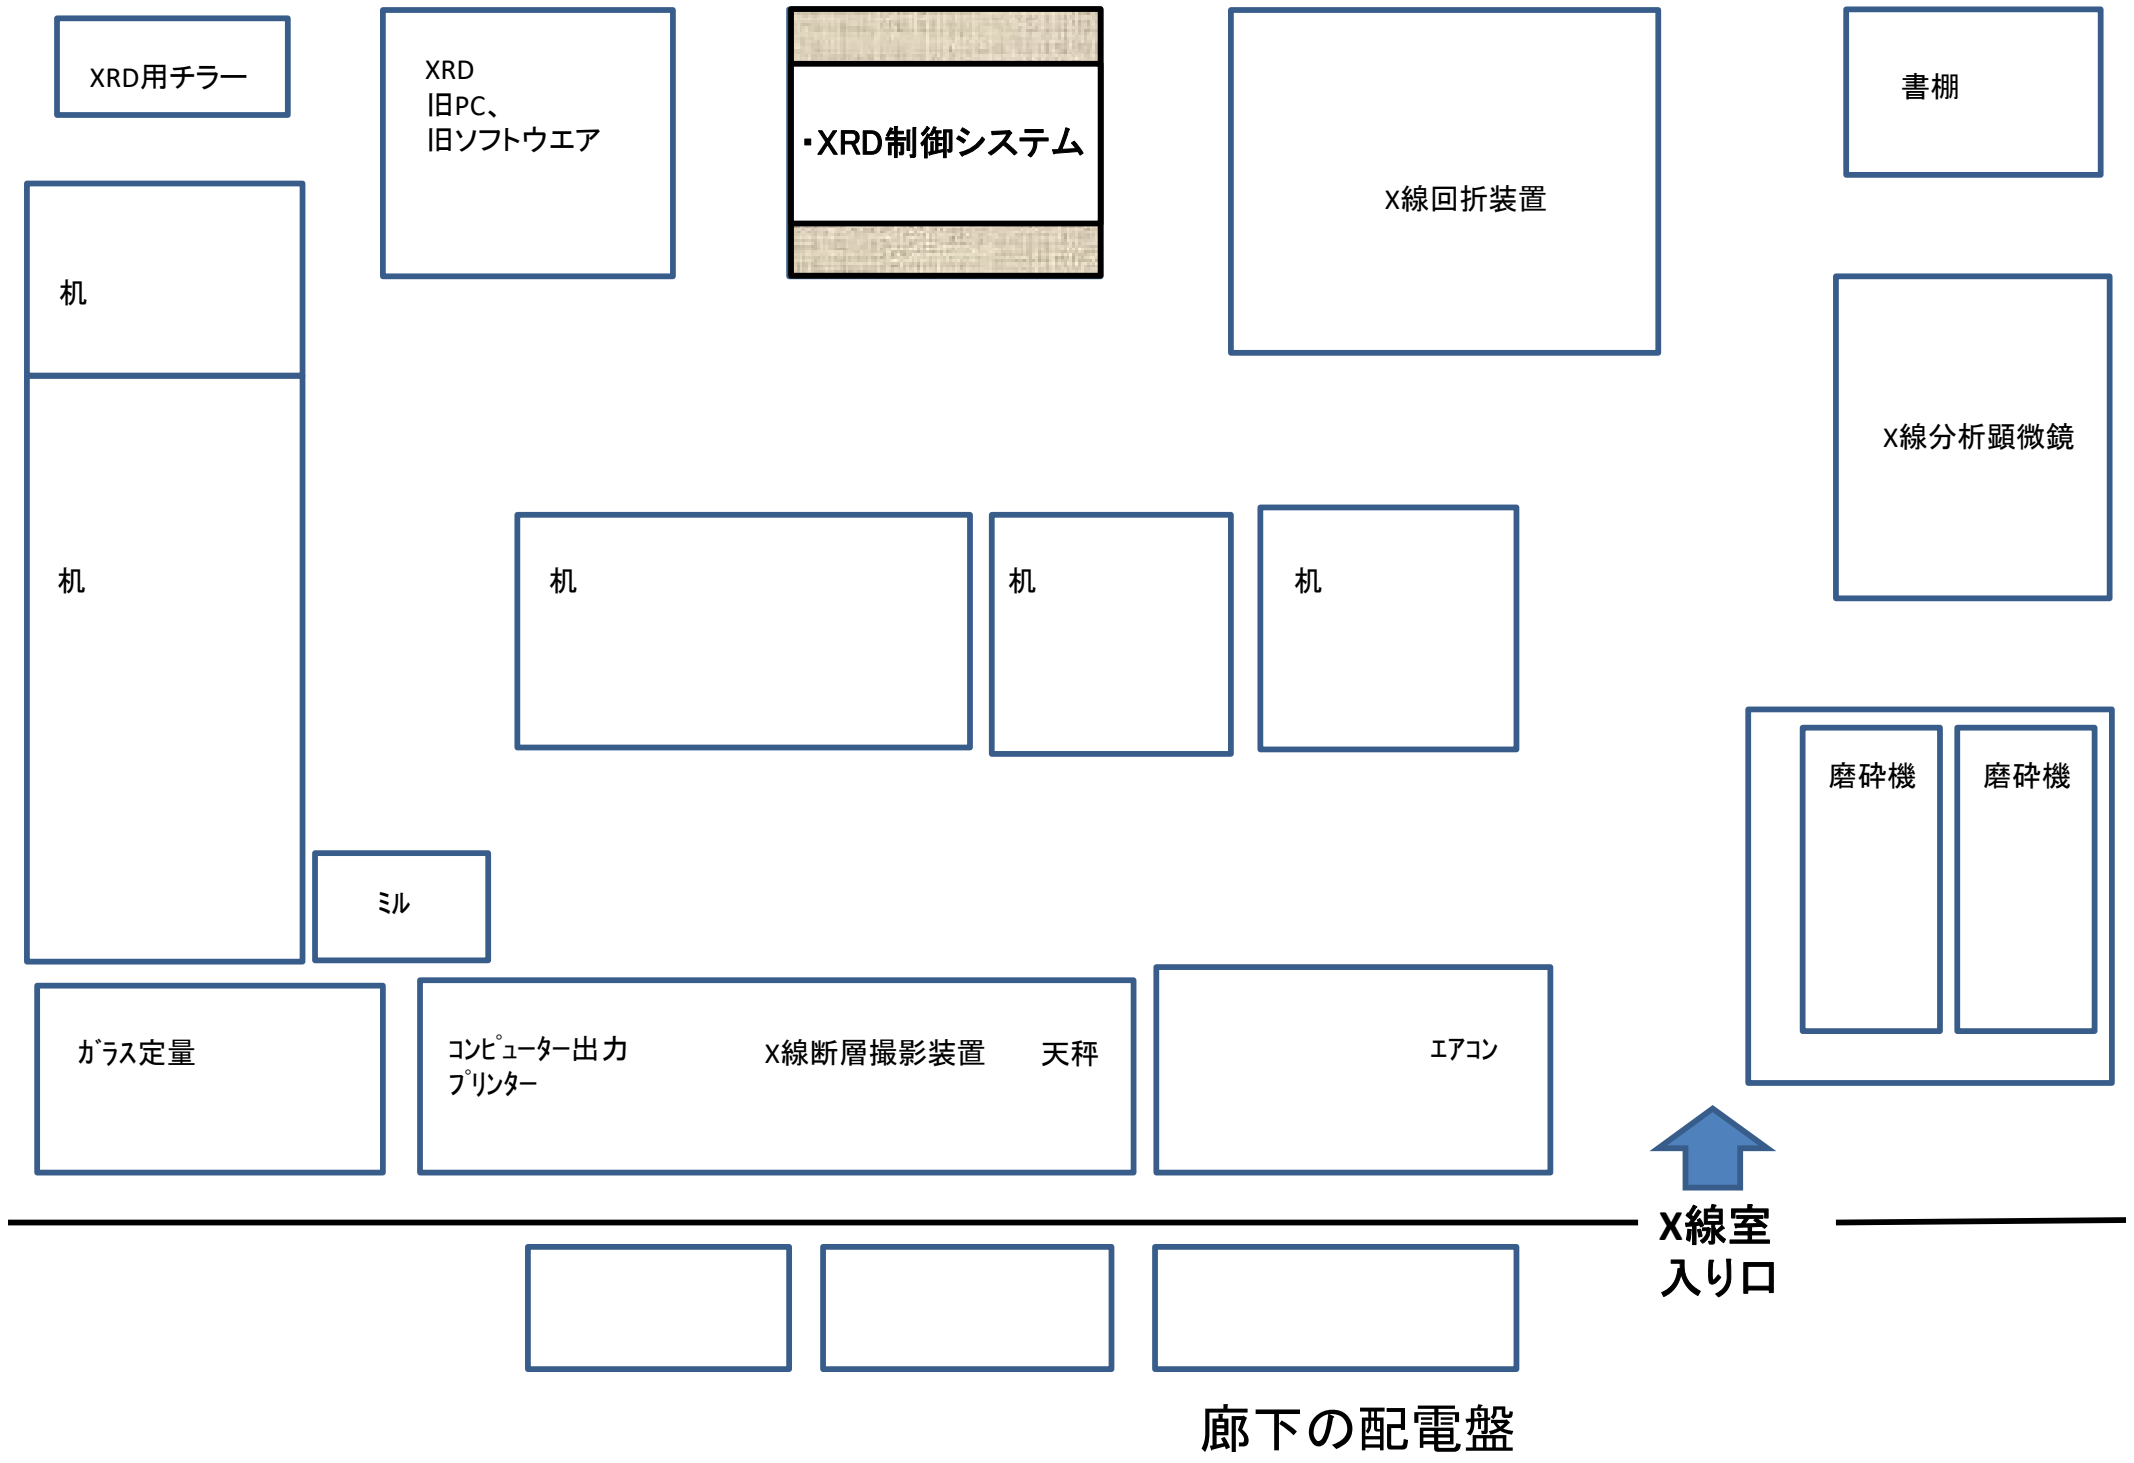 XRD用チラー
XRD
旧PC、
旧ソフトウエア
・XRD制御システム
X線回折装置
書棚
机
X線分析顕微鏡
机
机
机
机
磨砕機
磨砕機
ﾐﾙ
ｶﾞﾗｽ定量
ｺﾝﾋﾟｭｰﾀｰ出力
ﾌﾟﾘﾝﾀｰ
X線断層撮影装置
天秤
ｴｱｺﾝ
X線室
入り口
廊下の配電盤